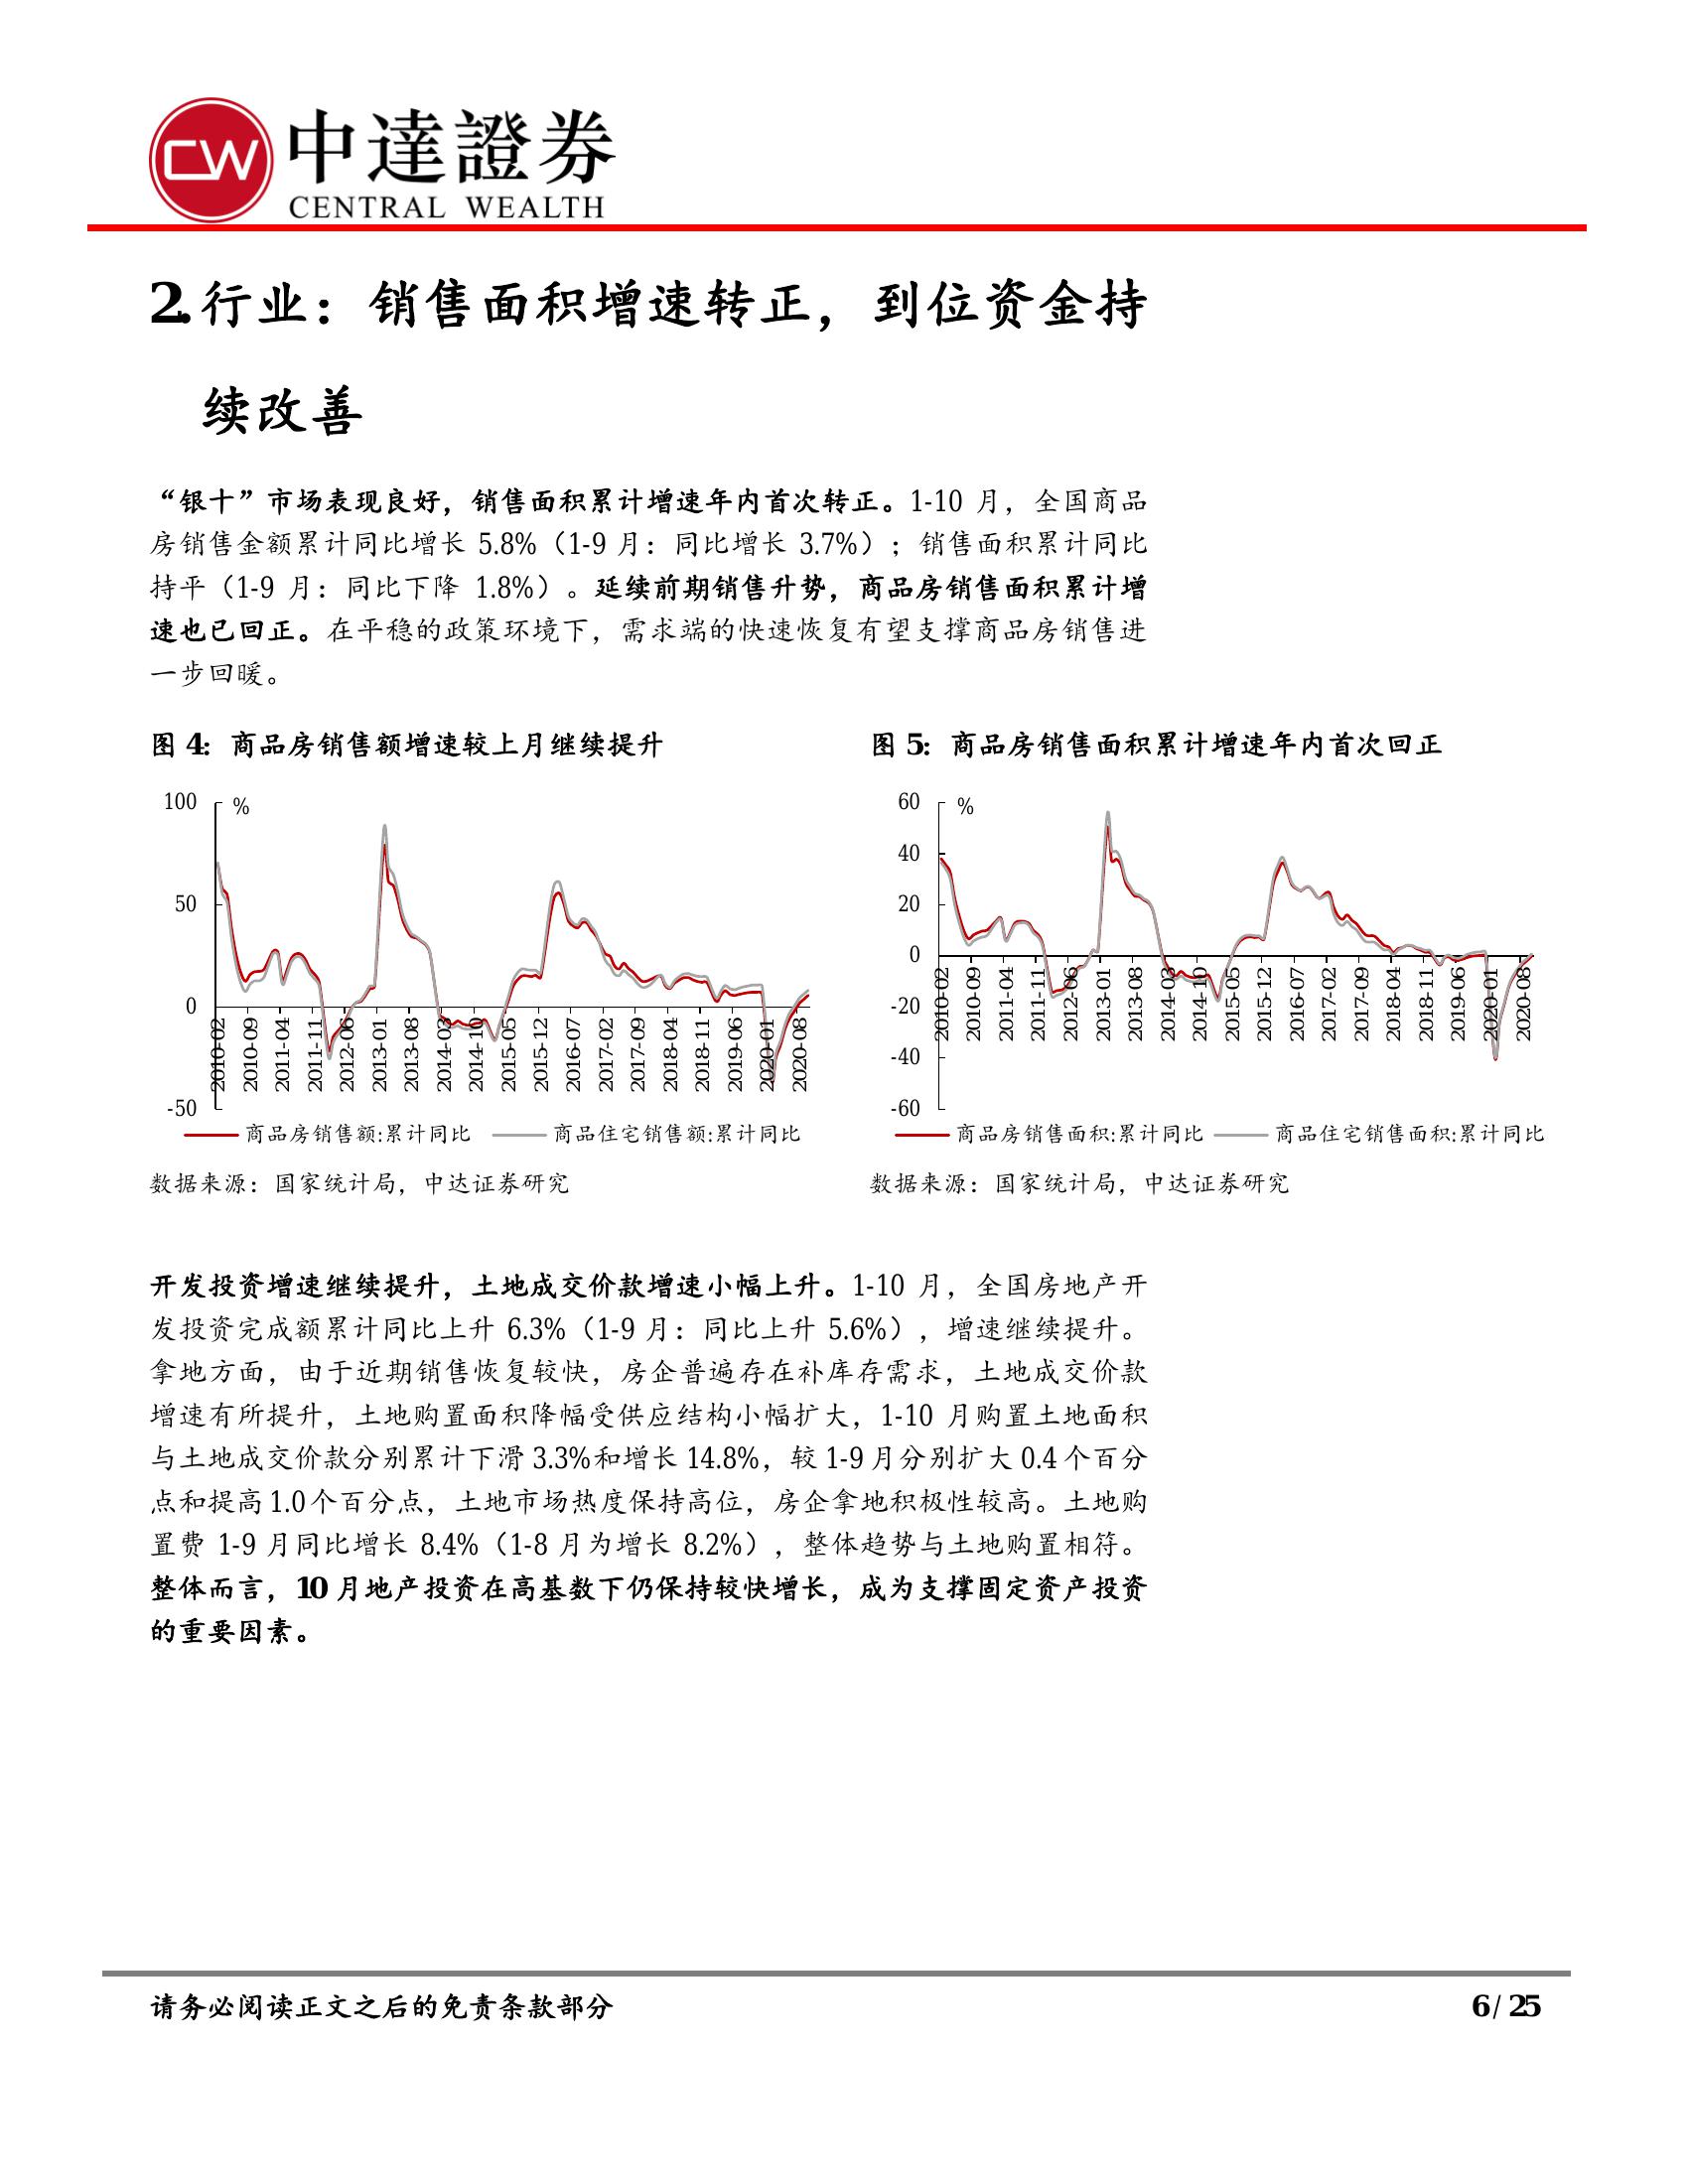 CW 中達證券
CENTRAL WEALTH
2.行业：销售面积增速转正，到位资金持
续改善
“银十”市场表现良好，销售面积累计增速年内首次转正。1-10 月，全国商品
房销售金额累计同比增长 5.8%（1-9 月：同比增长 3.7%）；销售面积累计同比
持平（1-9 月：同比下降 1.8%）。延续前期销售升势，商品房销售面积累计增
速也已回正。在平稳的政策环境下，需求端的快速恢复有望支撑商品房销售进
一步回暖。
图 4：商品房销售额增速较上月继续提升
%
100
50
0
-50
2010-02 2010-09 2011-04 2011-11 2012-06 2013-01 2013-08 2014-03 2014-10 2015-05 2015-12 2016-07 2017-02 2017-09 2018-04 2018-11 2019-06 2020-01 2020-08
商品房销售额:累计同比 商品住宅销售额:累计同比
数据来源：国家统计局，中达证券研究
图 5：商品房销售面积累计增速年内首次回正
%
60
40
20
0
-20
-40
-60
2010-02 2010-09 2011-04 2011-11 2012-06 2013-01 2013-08 2014-03 2014-10 2015-05 2015-12 2016-07 2017-02 2017-09 2018-04 2018-11 2019-06 2020-01 2020-08
商品房销售面积:累计同比 商品住宅销售面积:累计同比
数据来源：国家统计局，中达证券研究
开发投资增速继续提升，土地成交价款增速小幅上升。1-10 月，全国房地产开
发投资完成额累计同比上升 6.3%（1-9 月：同比上升 5.6%），增速继续提升。
拿地方面，由于近期销售恢复较快，房企普遍存在补库存需求，土地成交价款
增速有所提升，土地购置面积降幅受供应结构小幅扩大，1-10 月购置土地面积
与土地成交价款分别累计下滑 3.3%和增长 14.8%，较 1-9 月分别扩大 0.4 个百分
点和提高 1.0 个百分点，土地市场热度保持高位，房企拿地积极性较高。土地购
置费 1-9 月同比增长 8.4%（1-8 月为增长 8.2%），整体趋势与土地购置相符。
整体而言，10 月地产投资在高基数下仍保持较快增长，成为支撑固定资产投资
的重要因素。
请务必阅读正文之后的免责条款部分
6 / 25